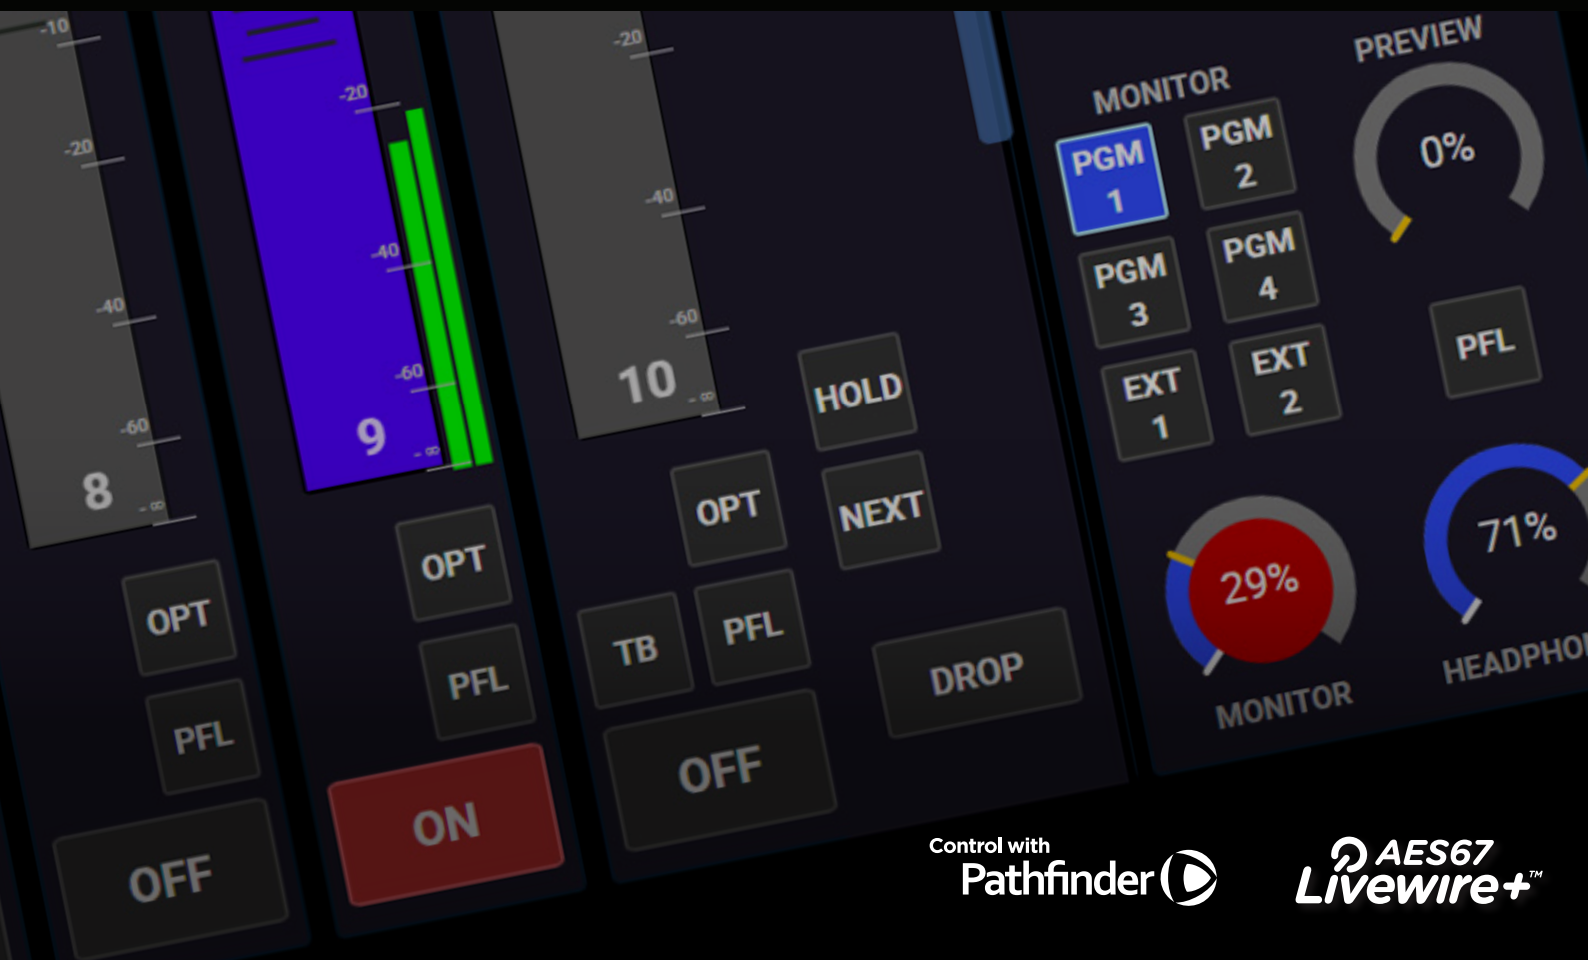 -10
-20
-40
-60
- ∞
8
OPT
PFL
OFF
-20
-40
-60
- ∞
9
OPT
PFL
ON
-20
-40
-60
- ∞
10
HOLD
OPT
NEXT
TB
PFL
DROP
OFF
MONITOR
PGM
1
PGM
2
PGM
3
PGM
4
EXT
1
EXT
2
PREVIEW
0%
PFL
29%
MONITOR
71%
HEADPHO
Control with
Pathfinder
AES67
Livewire+™